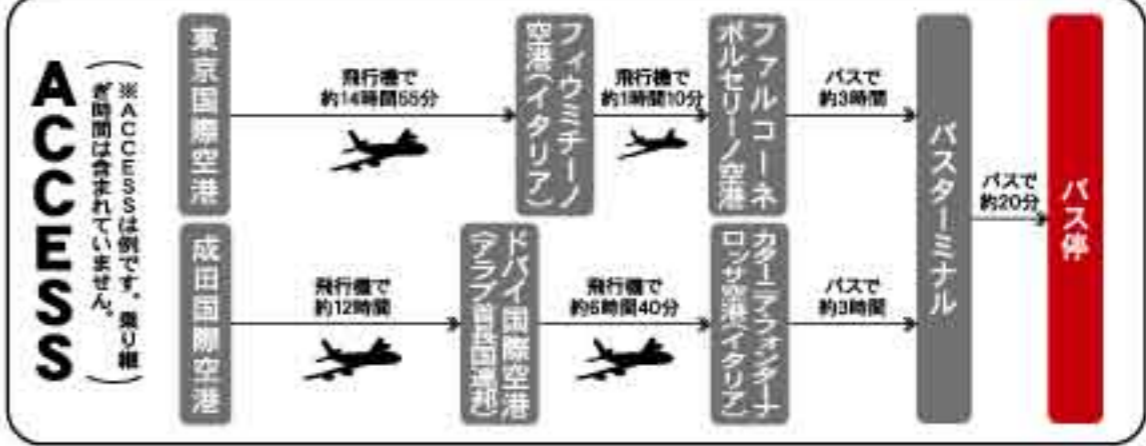 ACCESS
※ACCESSは例です。乗り継
ぎ時間は含まれていません。
東京国際空港
飛行機で
約14時間55分
フィウミチーノ
空港(イタリア)
飛行機で
約1時間10分
ファルコーネ
ボルセリーノ空港
バスで
約3時間
成田国際空港
飛行機で
約12時間
ドバイ国際空港
(アラブ首長国連邦)
飛行機で
約6時間40分
カターニアフォンターナ
ロッサ空港(イタリア)
バスで
約3時間
バスターミナル
バスで
約20分
バス停